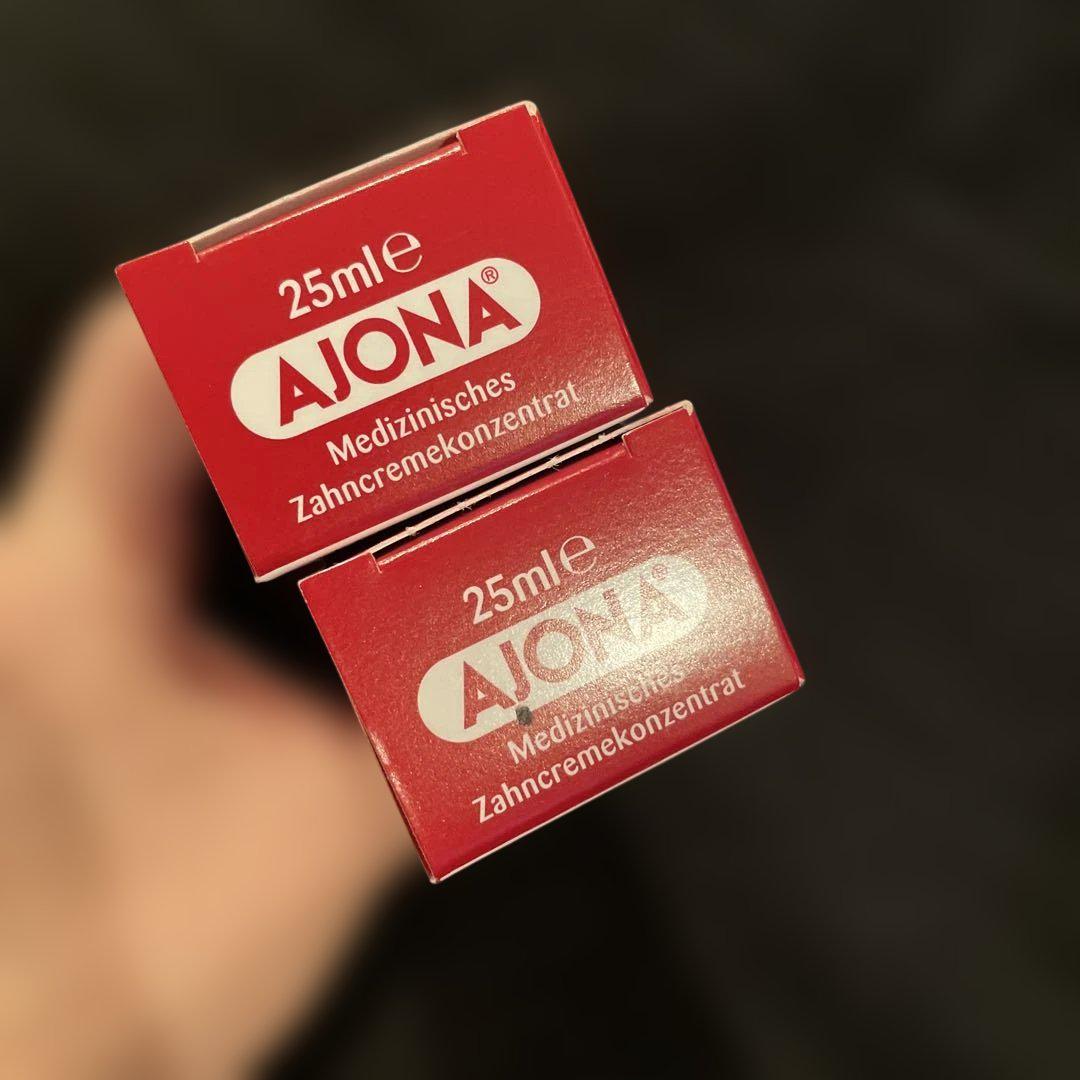 25ml℮
AJONA®
Medizinisches
Zahncremekonzentrat
25ml℮
AJONA®
Medizinisches
Zahncremekonzentrat